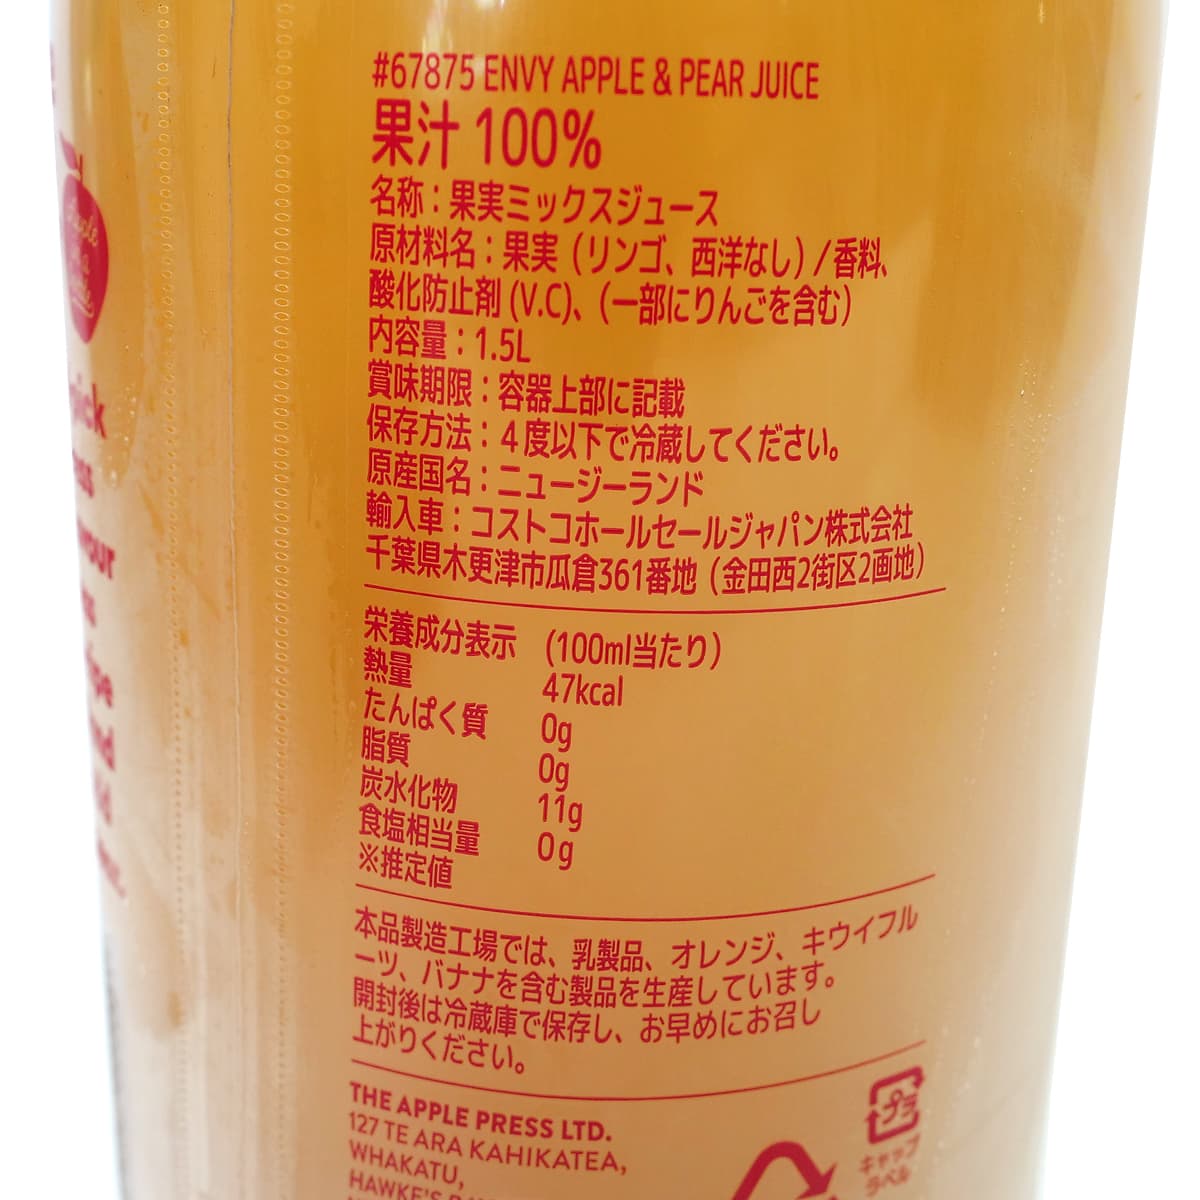 #67875 ENVY APPLE & PEAR JUICE
果汁 100%
名称：果実ミックスジュース
原材料名：果実（リンゴ、西洋なし）/香料、
酸化防止剤 (V.C)、（一部にりんごを含む）
内容量：1.5L
賞味期限：容器上部に記載
保存方法：４度以下で冷蔵してください。
原産国名：ニュージーランド
輸入車：コストコホールセールジャパン株式会社
千葉県木更津市瓜倉361番地（金田西2街区2画地）
栄養成分表示 （100ml当たり）
熱量 47kcal
たんぱく質 0g
脂質 0g
炭水化物 11g
食塩相当量 0g
※推定値
本品製造工場では、乳製品、オレンジ、キウイフル
ーツ、バナナを含む製品を生産しています。
開封後は冷蔵庫で保存し、お早めにお召し
上がりください。
THE APPLE PRESS LTD.
127 TE ARA KAHIKATEA,
WHAKATU,
HAWKE'S
プラ
キャップ
ラベル